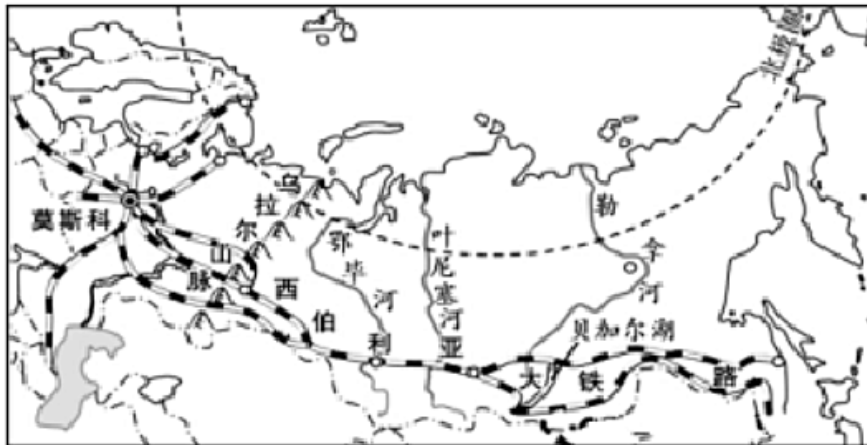 北极圈
莫斯科
乌拉尔山脉
鄂毕河
叶尼塞河
勒拿河
贝加尔湖
西伯利亚大铁路